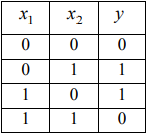 x₁ x₂ y
0 0 0
0 1 1
1 0 1
1 1 0